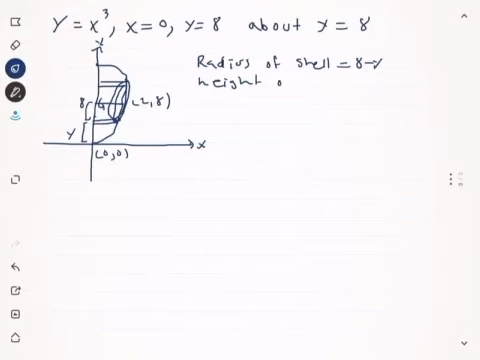 Y = x³, x=0, y=8 about y=8
Y
Radius of shell = 8-y
height o
8
(2,8)
Y
x
(0,0)